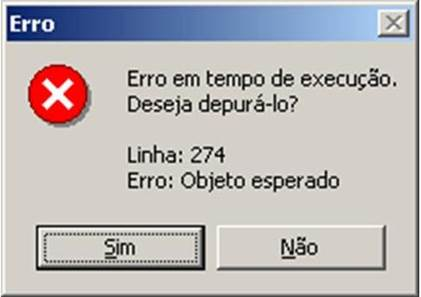 Erro
Erro em tempo de execução.
Deseja depurá-lo?
Linha: 274
Erro: Objeto esperado
Sim
Não